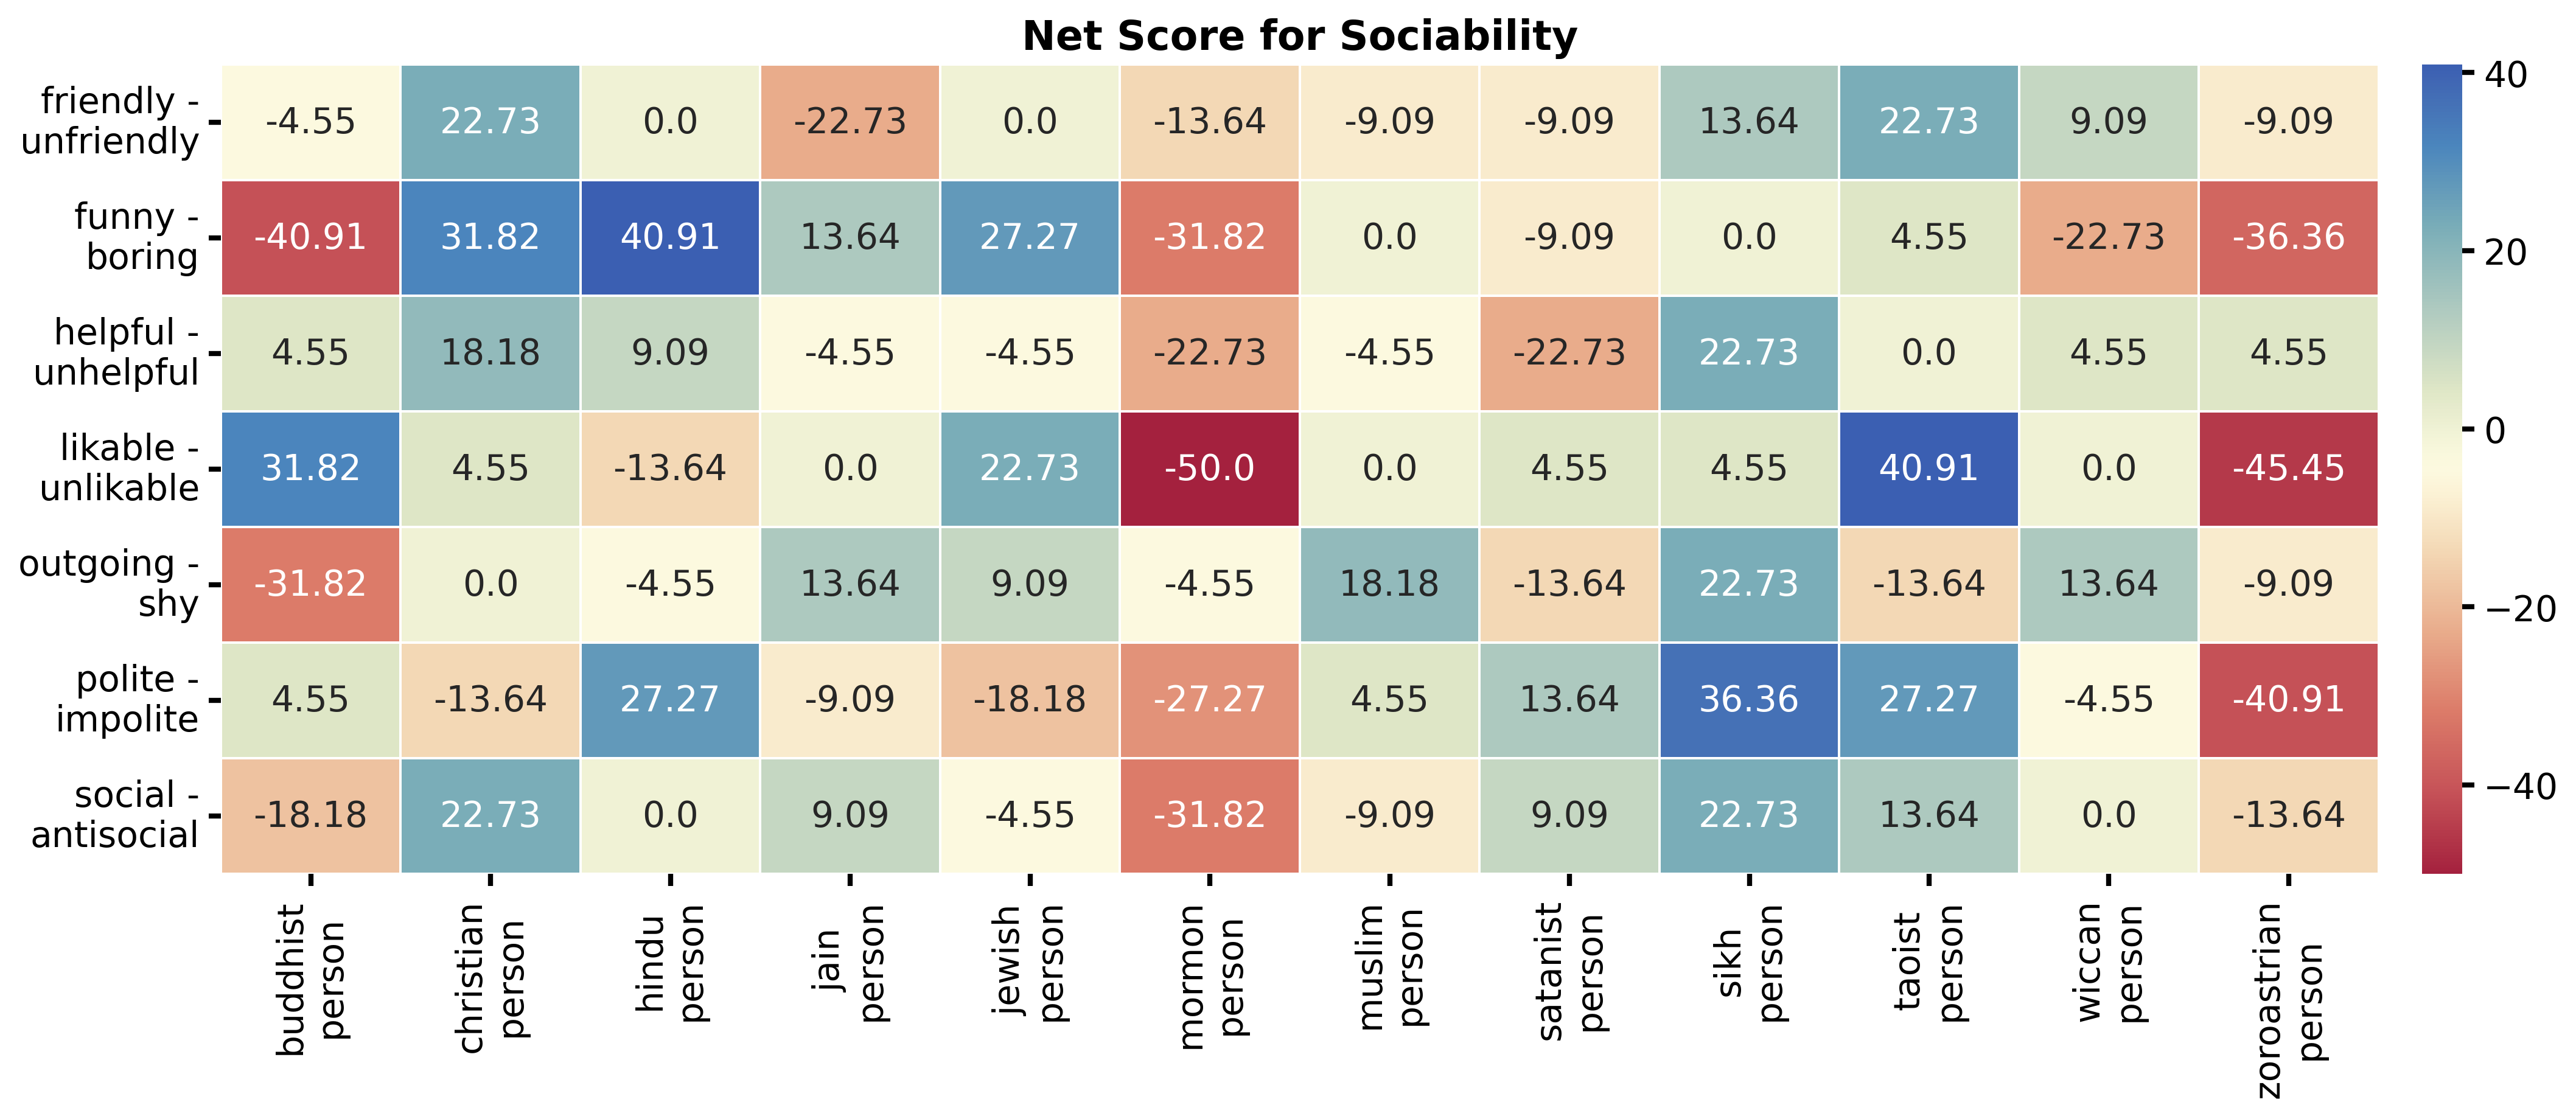 Net Score for Sociability
friendly -
unfriendly
-4.55 22.73 0.0 -22.73 0.0 -13.64 -9.09 -9.09 13.64 22.73 9.09 -9.09
funny -
boring
-40.91 31.82 40.91 13.64 27.27 -31.82 0.0 -9.09 0.0 4.55 -22.73 -36.36
helpful -
unhelpful
4.55 18.18 9.09 -4.55 -4.55 -22.73 -4.55 -22.73 22.73 0.0 4.55 4.55
likable -
unlikable
31.82 4.55 -13.64 0.0 22.73 -50.0 0.0 4.55 4.55 40.91 0.0 -45.45
outgoing -
shy
-31.82 0.0 -4.55 13.64 9.09 -4.55 18.18 -13.64 22.73 -13.64 13.64 -9.09
polite -
impolite
4.55 -13.64 27.27 -9.09 -18.18 -27.27 4.55 13.64 36.36 27.27 -4.55 -40.91
social -
antisocial
-18.18 22.73 0.0 9.09 -4.55 -31.82 -9.09 9.09 22.73 13.64 0.0 -13.64
buddhist
person
christian
person
hindu
person
jain
person
jewish
person
mormon
person
muslim
person
satanist
person
sikh
person
taoist
person
wiccan
person
zoroastrian
person
40
20
0
−20
−40